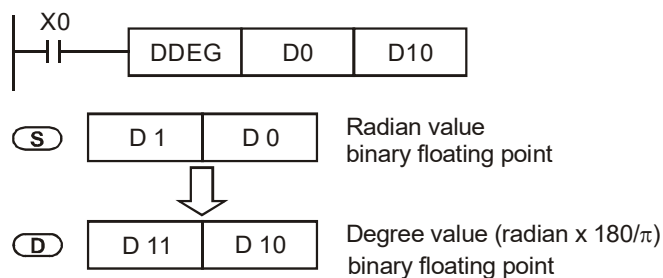 X0
DDEG D0 D10
S D 1 D 0 Radian value
binary floating point
D D 11 D 10 Degree value (radian x 180/π)
binary floating point